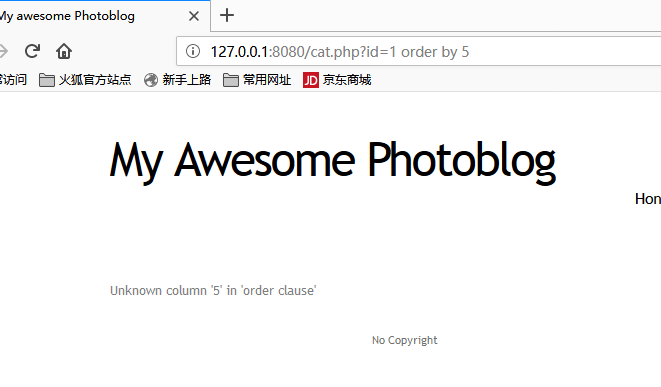 My awesome Photoblog
127.0.0.1:8080/cat.php?id=1 order by 5
常访问 火狐官方站点 新手上路 常用网址 JD 京东商城
My Awesome Photoblog
Hon
Unknown column '5' in 'order clause'
No Copyright